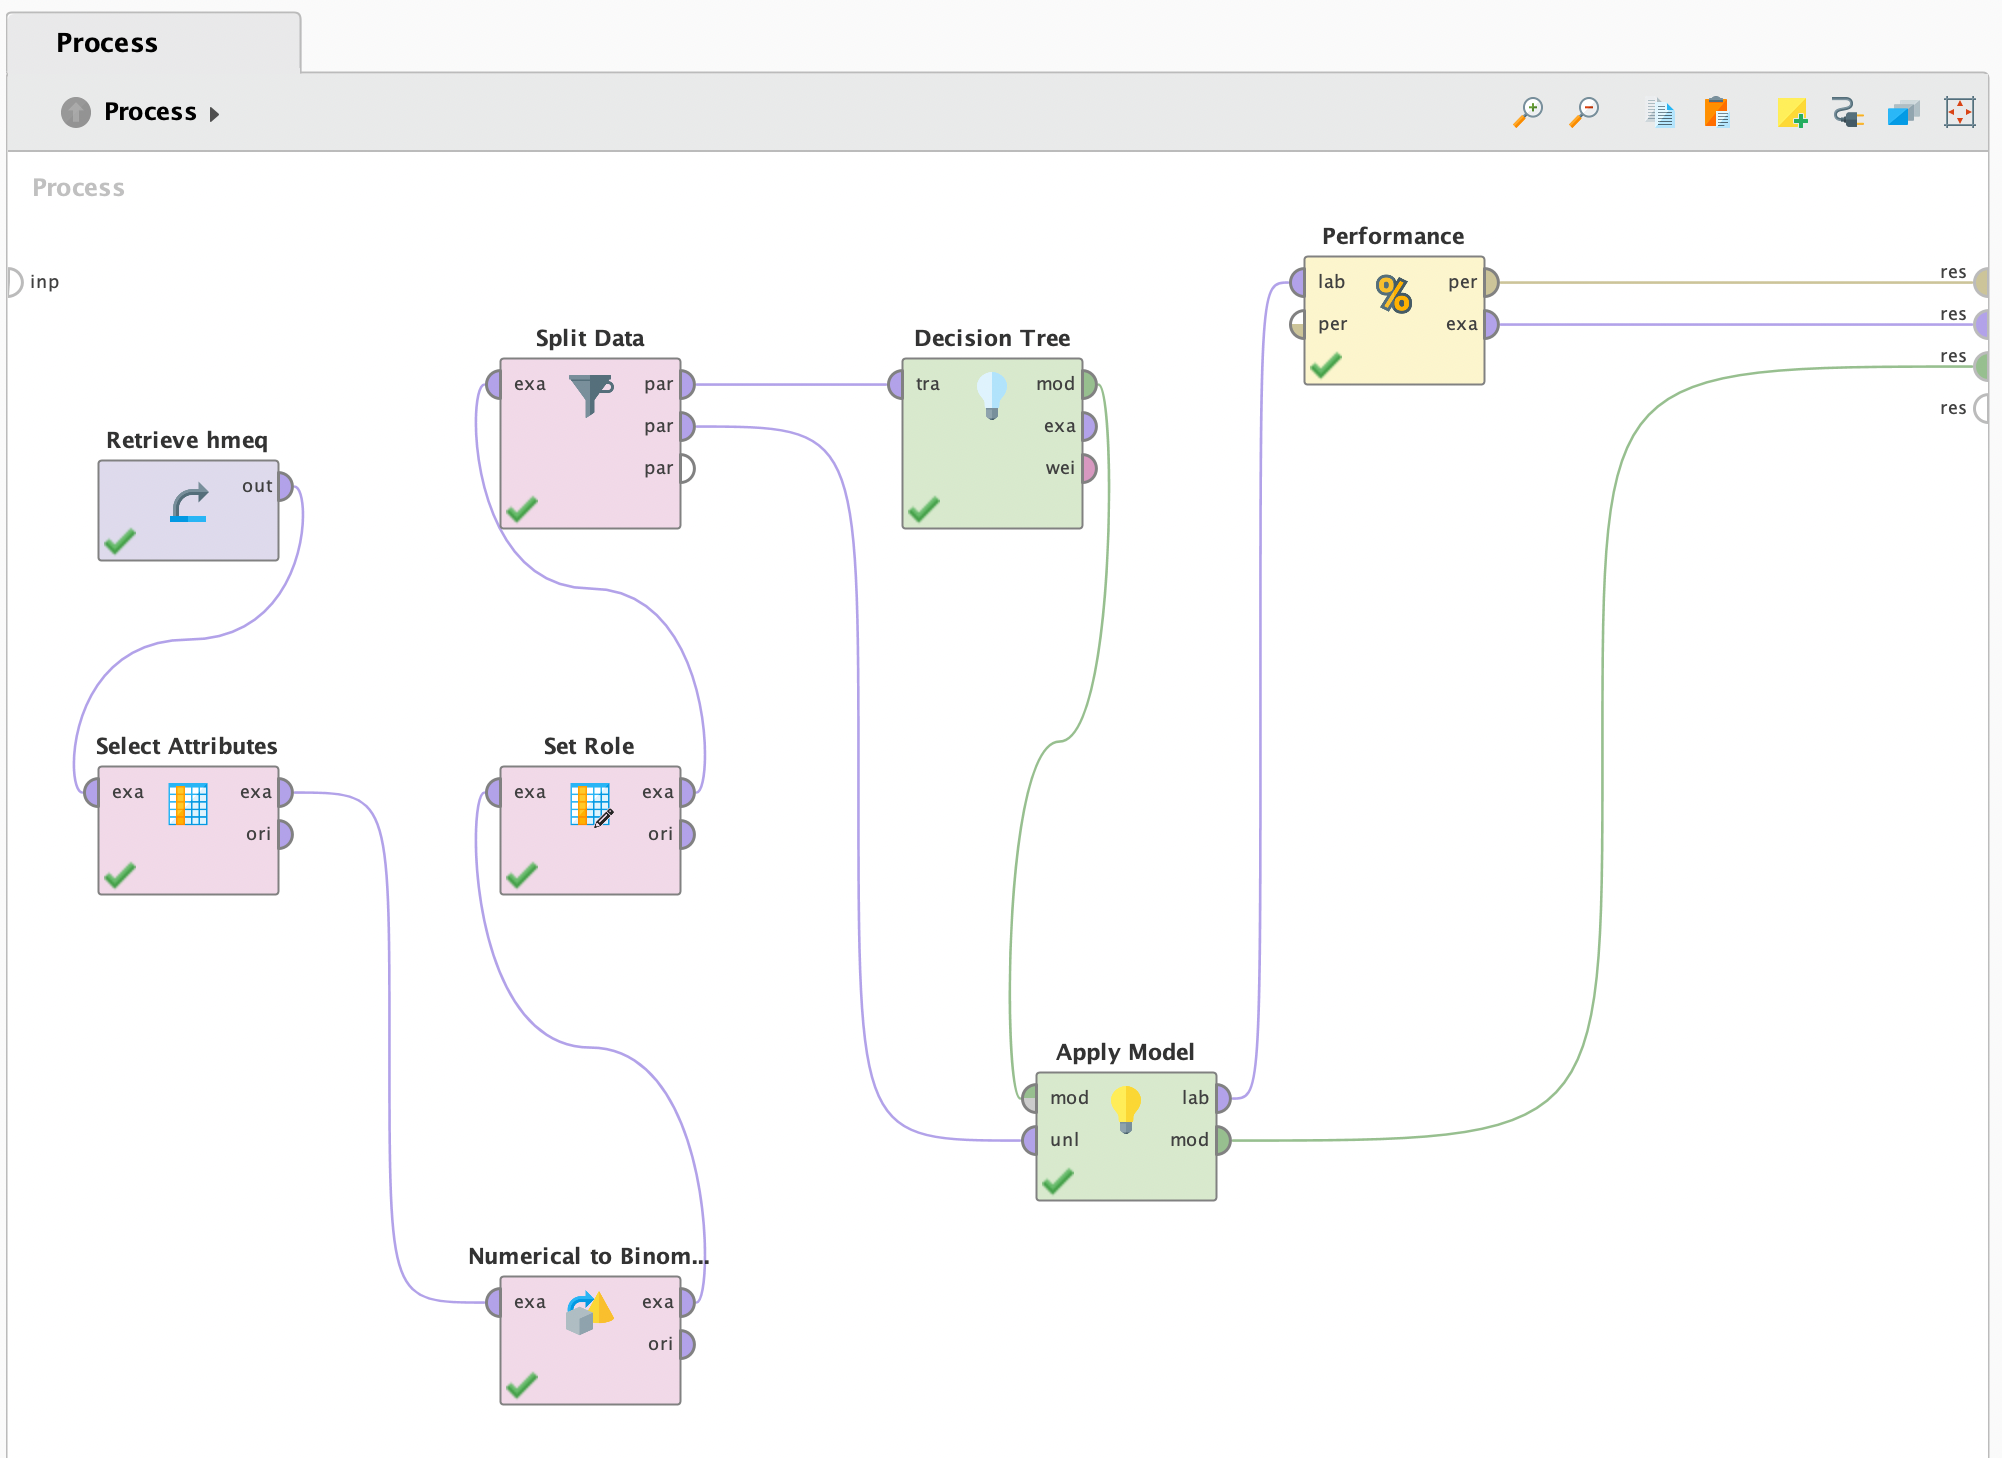 Process
Process
Process
inp
Performance
lab per
per exa
res
res
res
res
Split Data
exa par
par
par
Decision Tree
tra mod
exa
wei
Retrieve hmeq
out
Select Attributes
exa exa
ori
Set Role
exa exa
ori
Apply Model
mod lab
unl mod
Numerical to Binom...
exa exa
ori